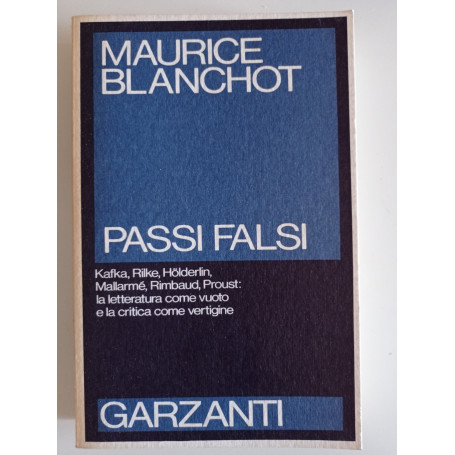 MAURICE
BLANCHOT
PASSI FALSI
Kafka, Rilke, Hölderlin,
Mallarmé, Rimbaud, Proust:
la letteratura come vuoto
e la critica come vertigine
GARZANTI